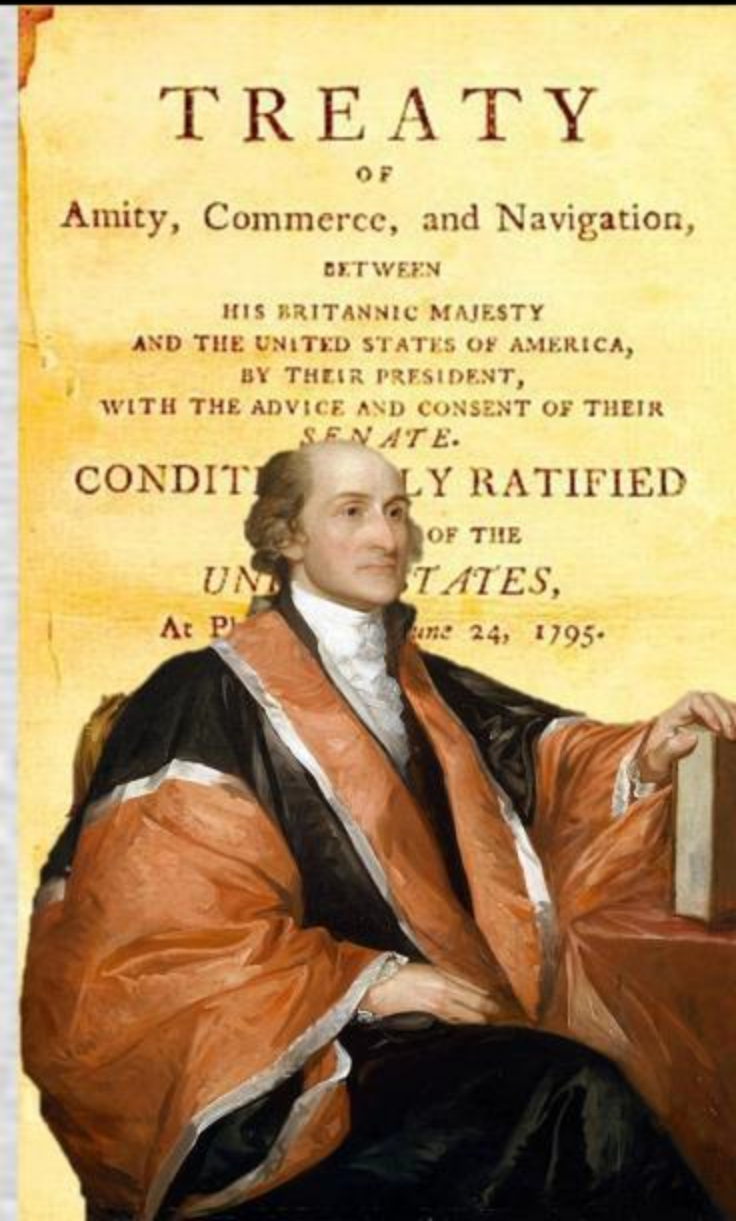 TREATY
OF
Amity, Commerce, and Navigation,
BETWEEN
HIS BRITANNIC MAJESTY
AND THE UNITED STATES OF AMERICA,
BY THEIR PRESIDENT,
WITH THE ADVICE AND CONSENT OF THEIR
SENATE.
CONDIT LY RATIFIED
OF THE
UN TATES,
At P une 24, 1795.